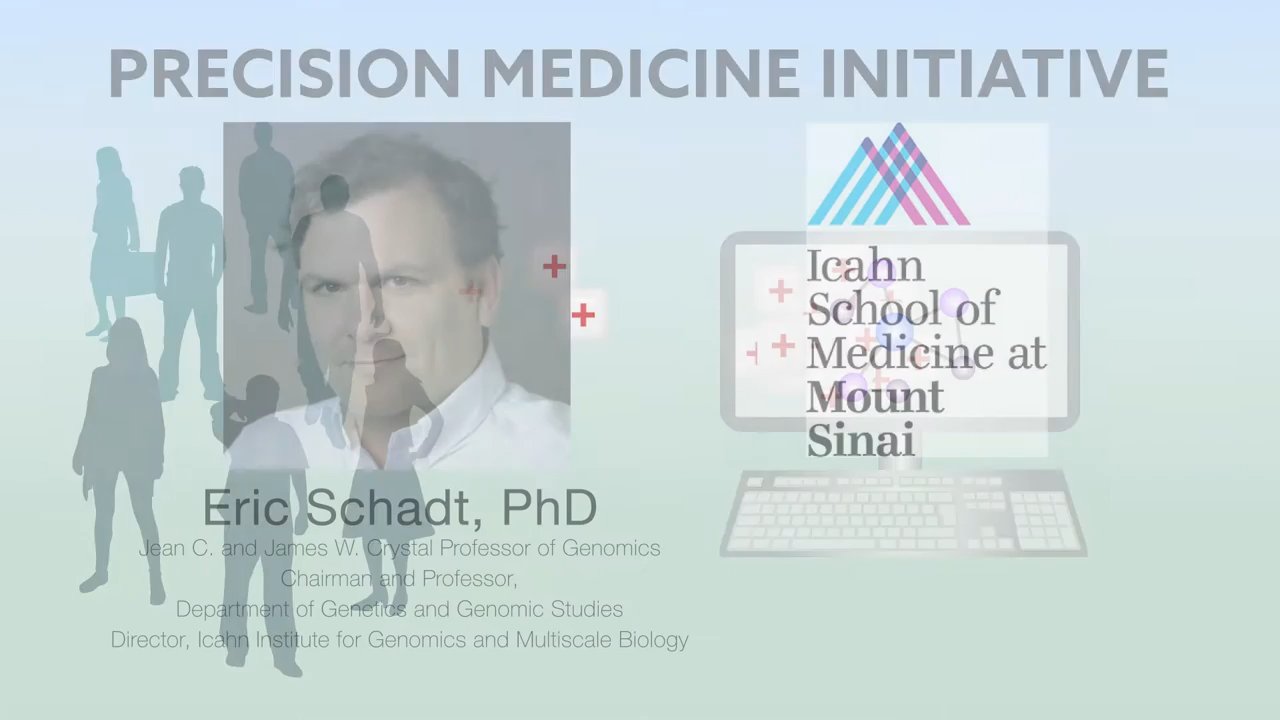 PRECISION MEDICINE INITIATIVE
Icahn
School of
Medicine at
Mount
Sinai
Eric Schadt, PhD
Jean C. and James W. Crystal Professor of Genomics
Chairman and Professor,
Department of Genetics and Genomic Studies
Director, Icahn Institute for Genomics and Multiscale Biology